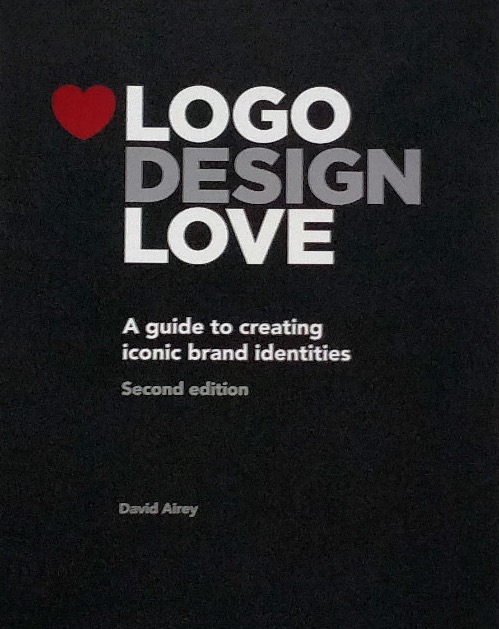 LOGO
DESIGN
LOVE
A guide to creating
iconic brand identities
Second edition
David Airey